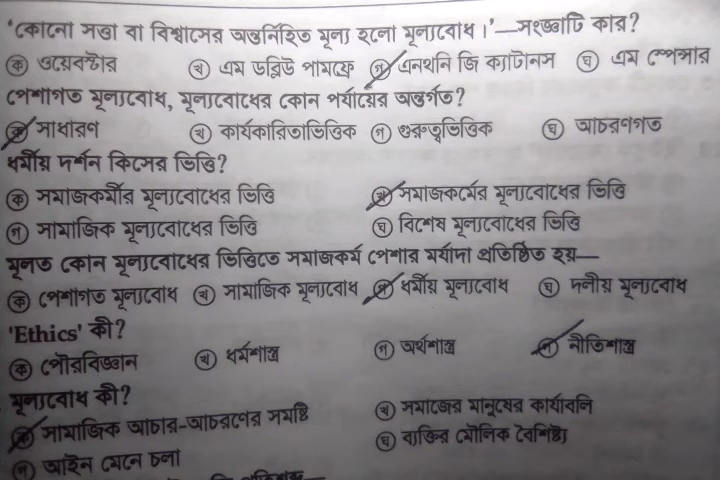 ‘কোনো সত্তা বা বিশ্বাসের অন্তর্নিহিত মূল্য হলো মূল্যবোধ।’—সংজ্ঞাটি কার?
ক ওয়েবস্টার খ এম ডব্লিউ পামফ্রে গ এনথনি জি ক্যাটানস ঘ এম স্পেন্সার
পেশাগত মূল্যবোধ, মূল্যবোধের কোন পর্যায়ের অন্তর্গত?
ক সাধারণ খ কার্যকারিতাভিত্তিক গ গুরুত্বভিত্তিক ঘ আচরণগত
ধর্মীয় দর্শন কিসের ভিত্তি?
ক সমাজকর্মীর মূল্যবোধের ভিত্তি খ সমাজকর্মের মূল্যবোধের ভিত্তি
গ সামাজিক মূল্যবোধের ভিত্তি ঘ বিশেষ মূল্যবোধের ভিত্তি
মূলত কোন মূল্যবোধের ভিত্তিতে সমাজকর্ম পেশার মর্যাদা প্রতিষ্ঠিত হয়—
ক পেশাগত মূল্যবোধ খ সামাজিক মূল্যবোধ গ ধর্মীয় মূল্যবোধ ঘ দলীয় মূল্যবোধ
'Ethics' কী?
ক পৌরবিজ্ঞান খ ধর্মশাস্ত্র গ অর্থশাস্ত্র ঘ নীতিশাস্ত্র
মূল্যবোধ কী?
ক সামাজিক আচার-আচরণের সমষ্টি খ সমাজের মানুষের কার্যাবলি
গ আইন মেনে চলা ঘ ব্যক্তির মৌলিক বৈশিষ্ট্য